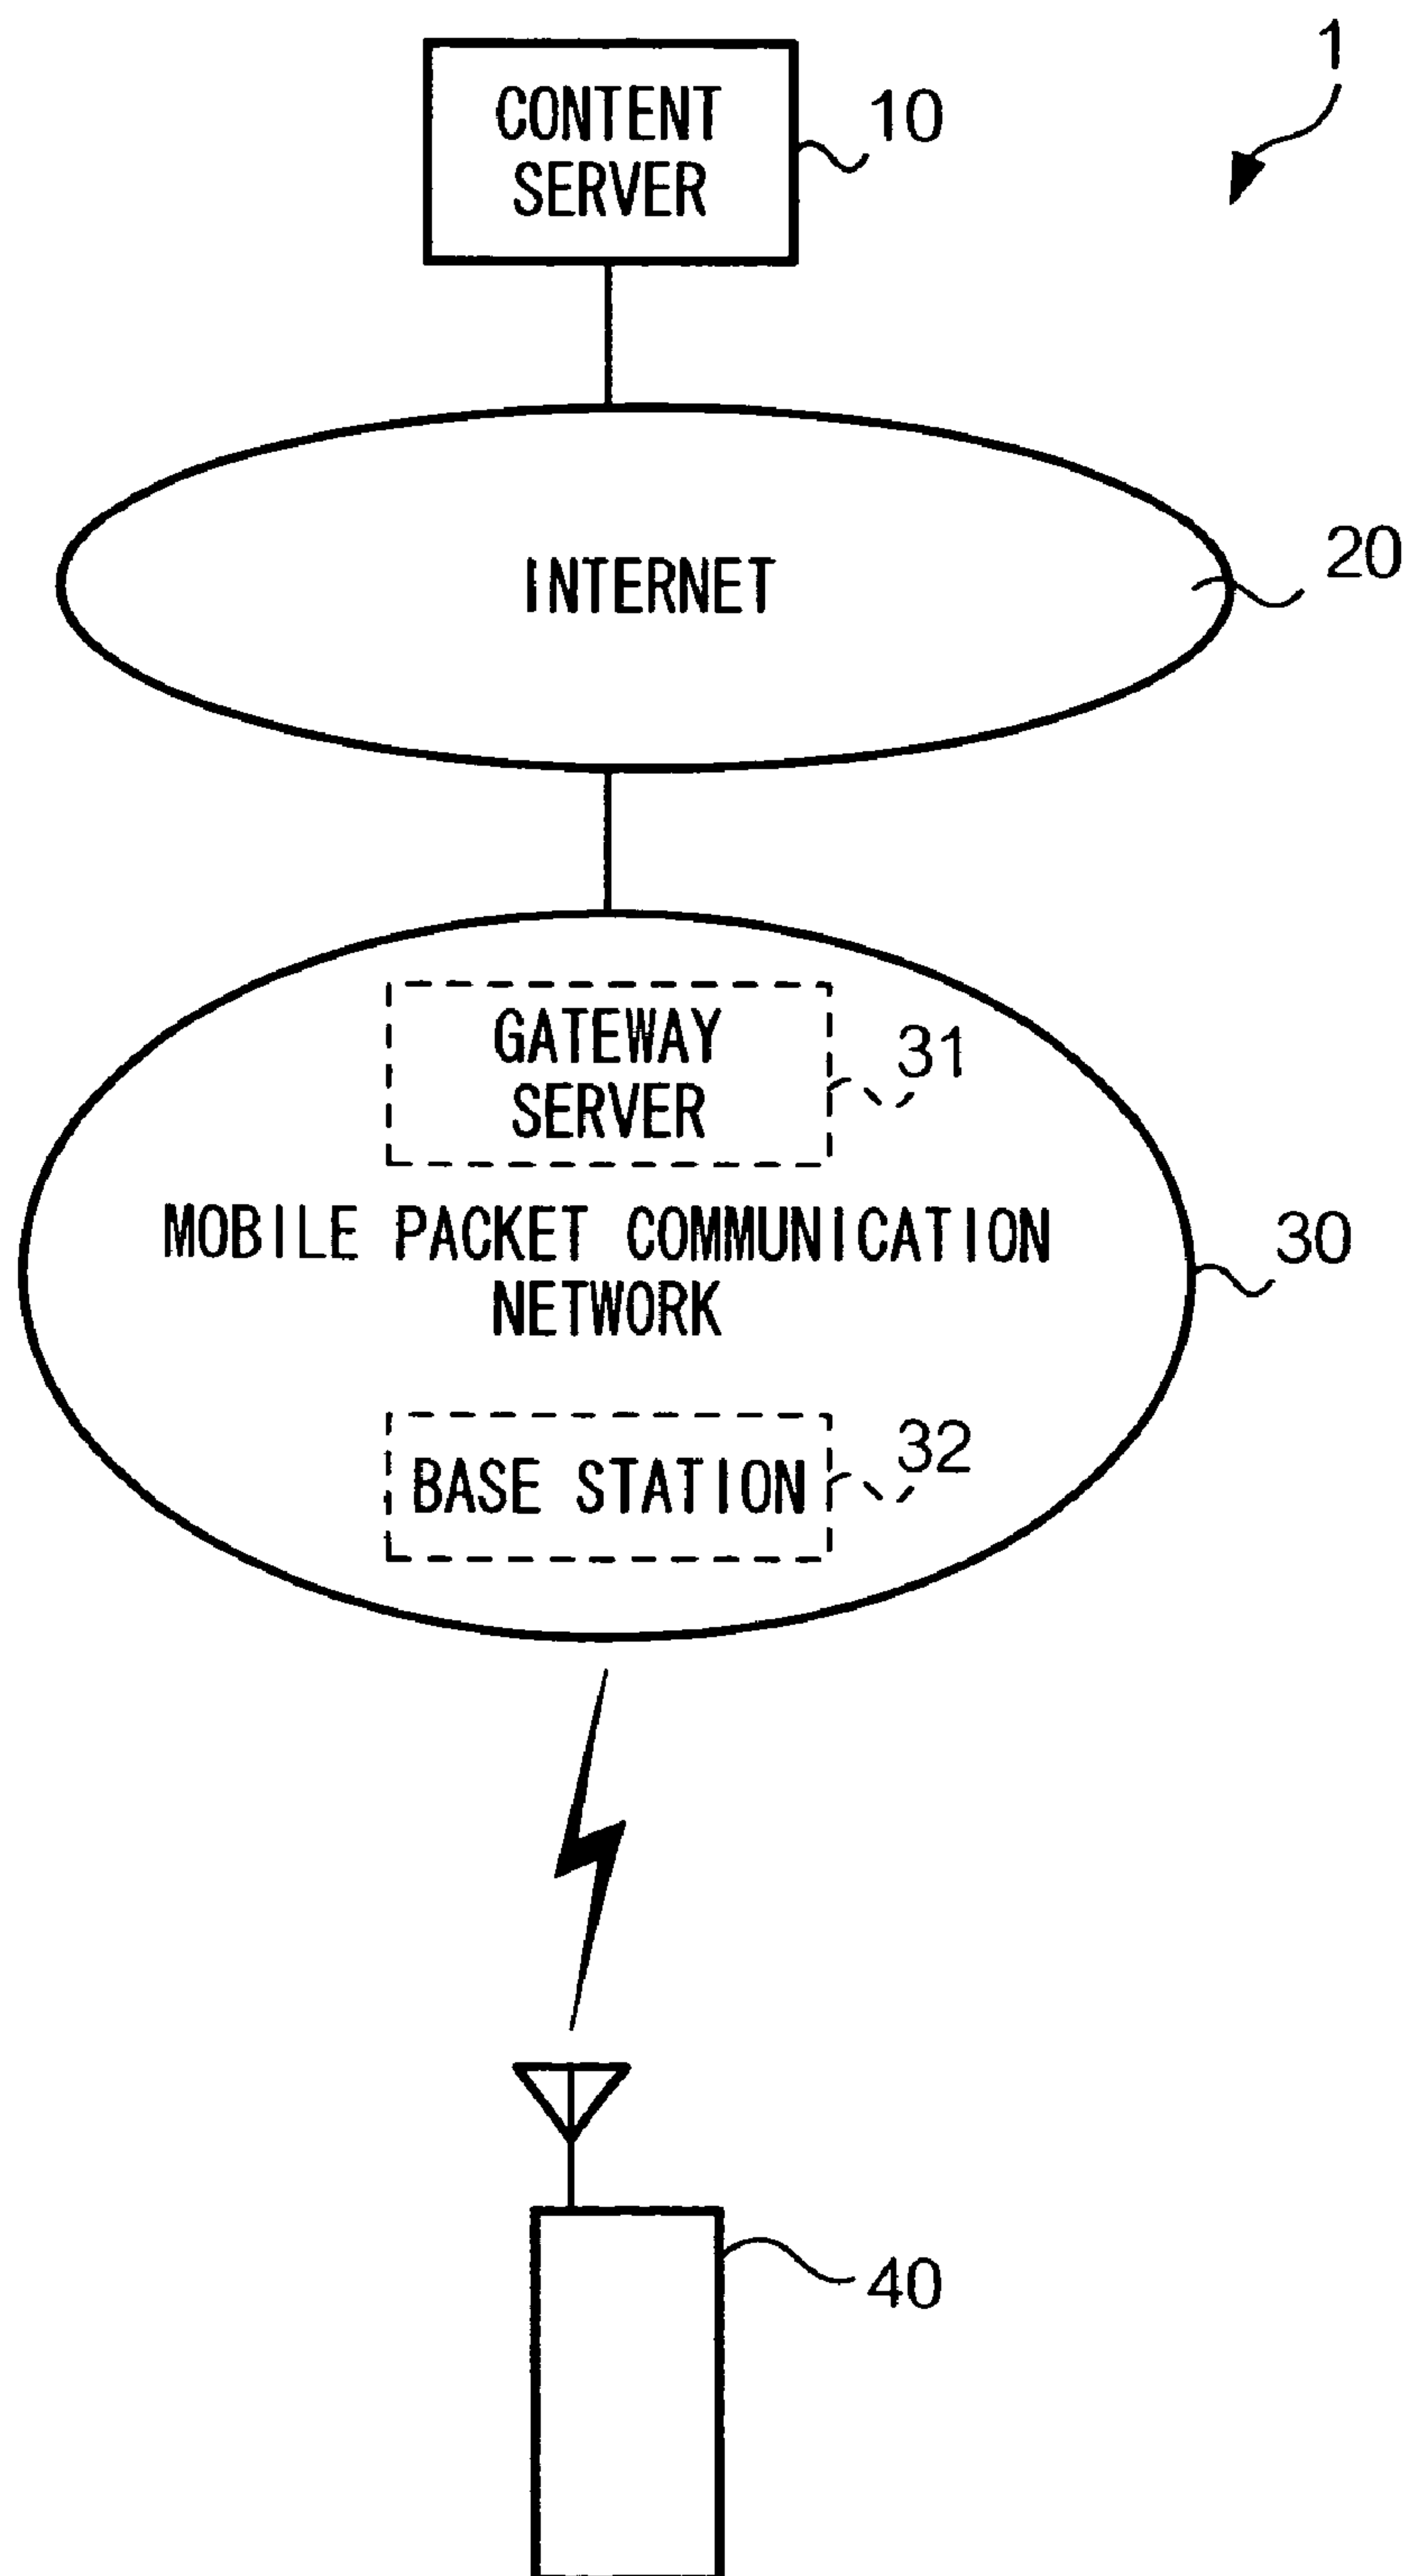 1
CONTENT
SERVER
10
INTERNET
20
GATEWAY
SERVER
31
MOBILE PACKET COMMUNICATION
NETWORK
30
BASE STATION
32
40